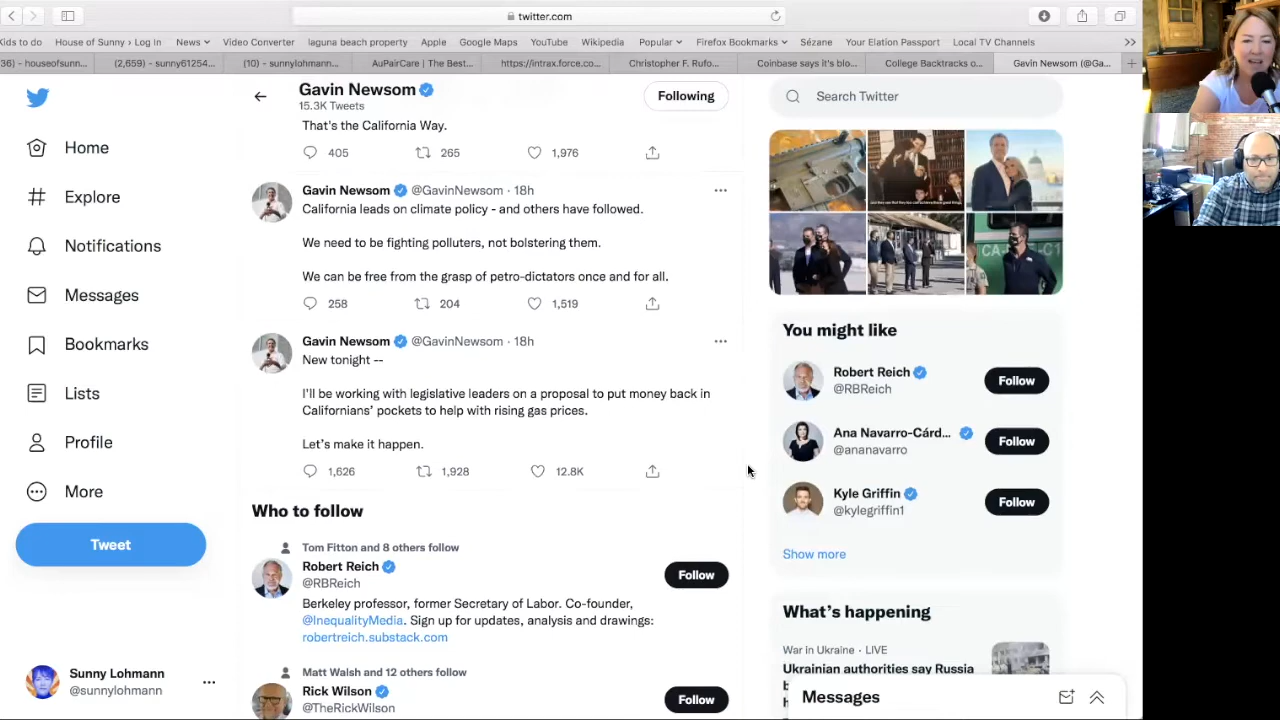 twitter.com
Kids to do
House of Sunny > Log In
News
Video Converter
laguna beach property
Apple
Google Maps
YouTube
Wikipedia
Popular
Firefox Bookmarks
Sézane
Your Elation Passport
Local TV Channels
36) - houseofsunn...
(2,659) - sunny61254...
(10) - sunnylohmann...
AuPairCare | The Best...
https://intrax.force.co...
Christopher F. Rufo...
Coinbase says it's blo...
College Backtracks o...
Gavin Newsom (@Ga...
Home
Explore
Notifications
Messages
Bookmarks
Lists
Profile
More
Tweet
Sunny Lohmann
@sunnylohmann
Gavin Newsom
15.3K Tweets
Following
That's the California Way.
405 265 1,976
Gavin Newsom @GavinNewsom · 18h
California leads on climate policy - and others have followed.
We need to be fighting polluters, not bolstering them.
We can be free from the grasp of petro-dictators once and for all.
258 204 1,519
Gavin Newsom @GavinNewsom · 18h
New tonight --
I'll be working with legislative leaders on a proposal to put money back in
Californians’ pockets to help with rising gas prices.
Let’s make it happen.
1,626 1,928 12.8K
Who to follow
Tom Fitton and 8 others follow
Robert Reich
@RBReich
Follow
Berkeley professor, former Secretary of Labor. Co-founder,
@InequalityMedia. Sign up for updates, analysis and drawings:
robertreich.substack.com
Matt Walsh and 12 others follow
Rick Wilson
@TheRickWilson
Follow
Search Twitter
You might like
Robert Reich
@RBReich
Follow
Ana Navarro-Cárd...
@ananavarro
Follow
Kyle Griffin
@kylegriffin1
Follow
Show more
What’s happening
War in Ukraine · LIVE
Ukrainian authorities say Russia
Messages